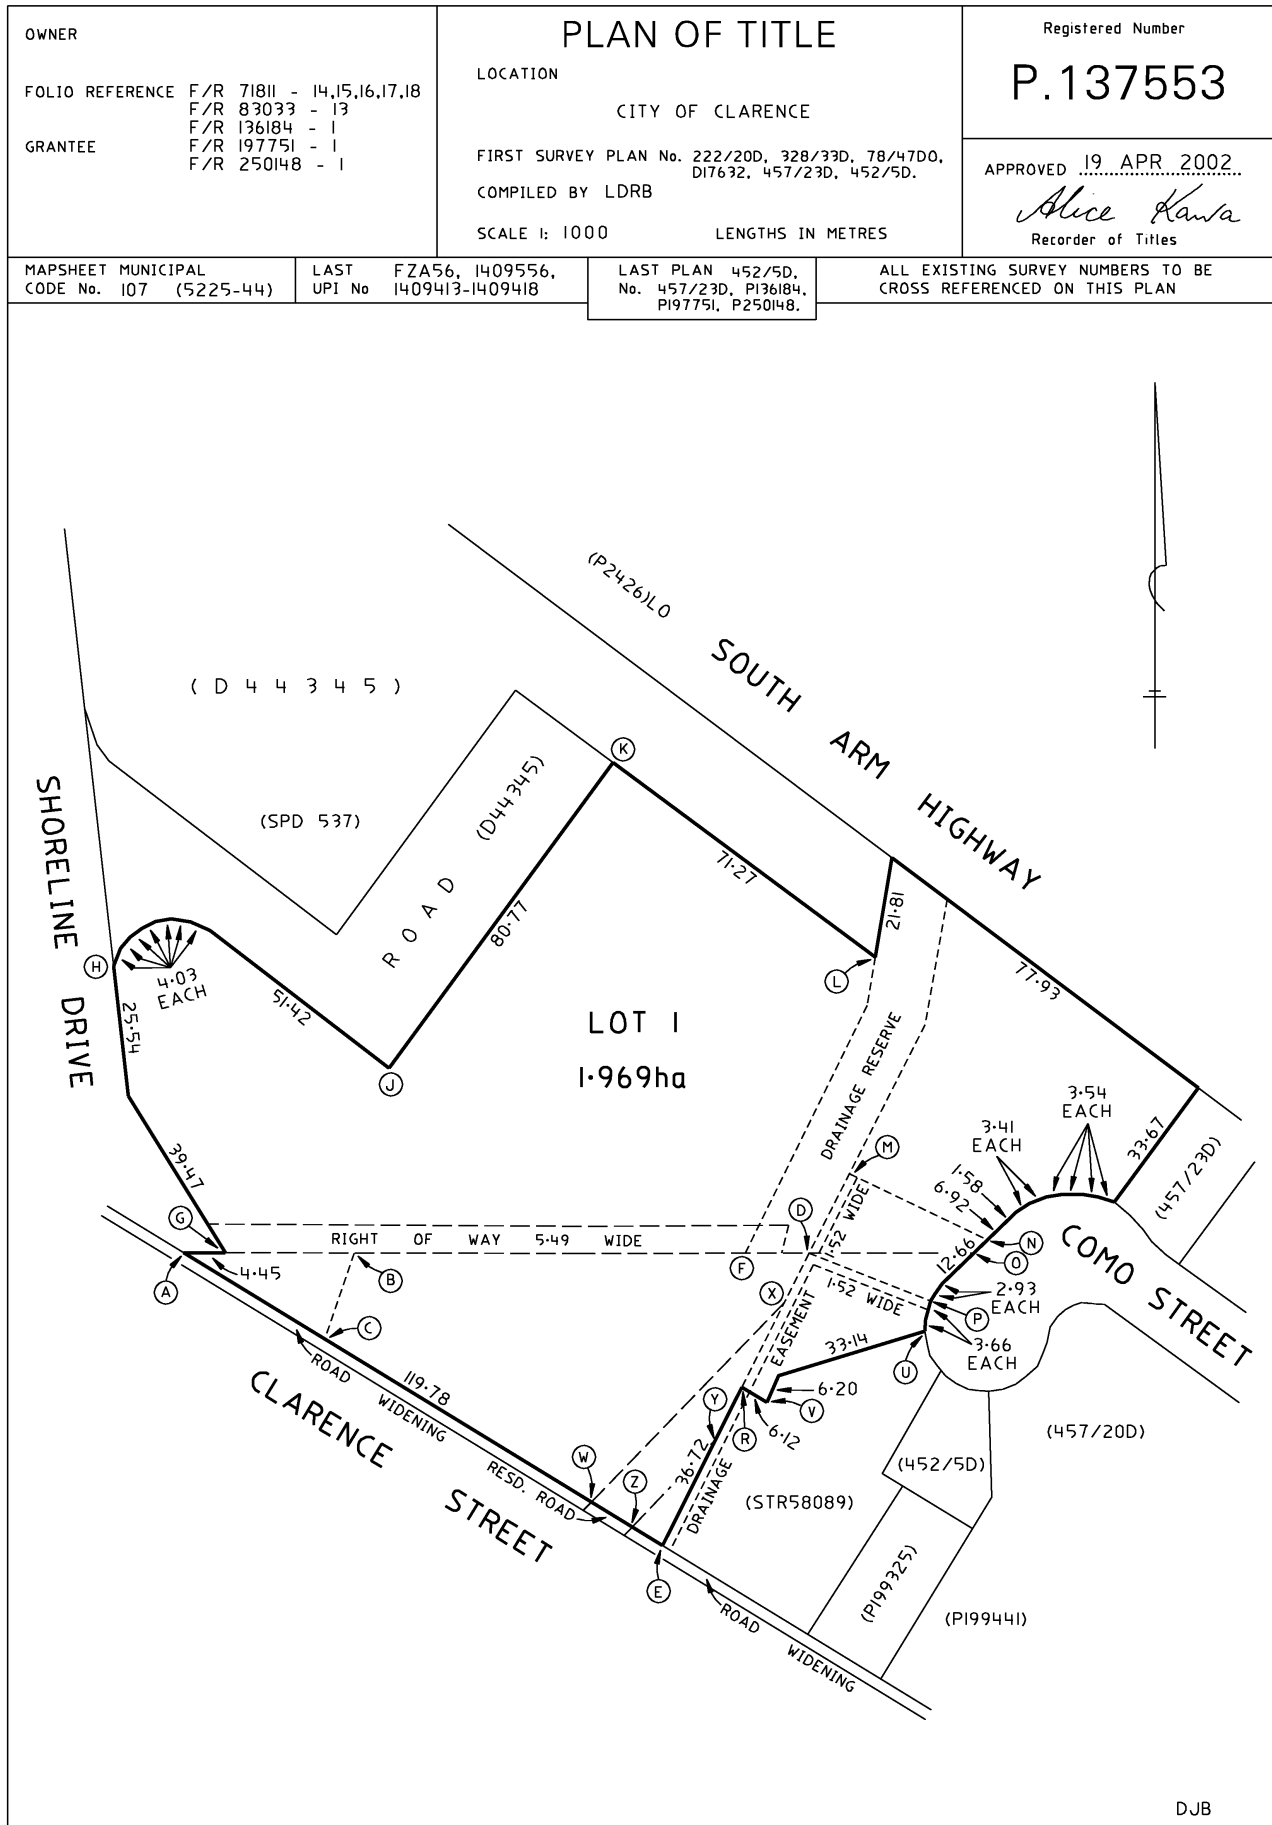 OWNER
FOLIO REFERENCE F/R 71811 - 14,15,16,17,18
F/R 83033 - 13
F/R 136184 - 1
GRANTEE F/R 197751 - 1
F/R 250148 - 1
PLAN OF TITLE
LOCATION
CITY OF CLARENCE
FIRST SURVEY PLAN No. 222/20D, 328/33D, 78/47DO,
D17632, 457/23D, 452/5D.
COMPILED BY LDRB
SCALE 1: 1000 LENGTHS IN METRES
Registered Number
P.137553
APPROVED 19 APR 2002
Alice Kawa
Recorder of Titles
MAPSHEET MUNICIPAL
CODE No. 107 (5225-44)
LAST FZA56, 1409556,
UPI No 1409413-1409418
LAST PLAN 452/5D,
No. 457/23D, P136184,
P197751, P250148.
ALL EXISTING SURVEY NUMBERS TO BE
CROSS REFERENCED ON THIS PLAN
(P2426)LO
SOUTH ARM HIGHWAY
(D44345)
K
(SPD 537)
ROAD (D44345)
SHORELINE DRIVE
71·27
21·81
80·77
H
4·03
EACH
L
77·93
51·42
25·54
LOT 1
1·969ha
J
DRAINAGE RESERVE
3·54
EACH
3·41
EACH
33·67
39·47
M
1·58
6·92
(457/23D)
G
D
1·52 WIDE
RIGHT OF WAY 5·49 WIDE
N
O
COMO STREET
12·66
4·45
B
F
A
X
1·52 WIDE
2·93
EACH
P
C
EASEMENT
33·14
3·66
EACH
U
ROAD WIDENING
119·78
6·20
V
CLARENCE STREET
Y
R
6·12
(457/20D)
36·72
W
RESD. ROAD
Z
(452/5D)
DRAINAGE
(STR58089)
E
(P199325)
ROAD WIDENING
(P199441)
DJB